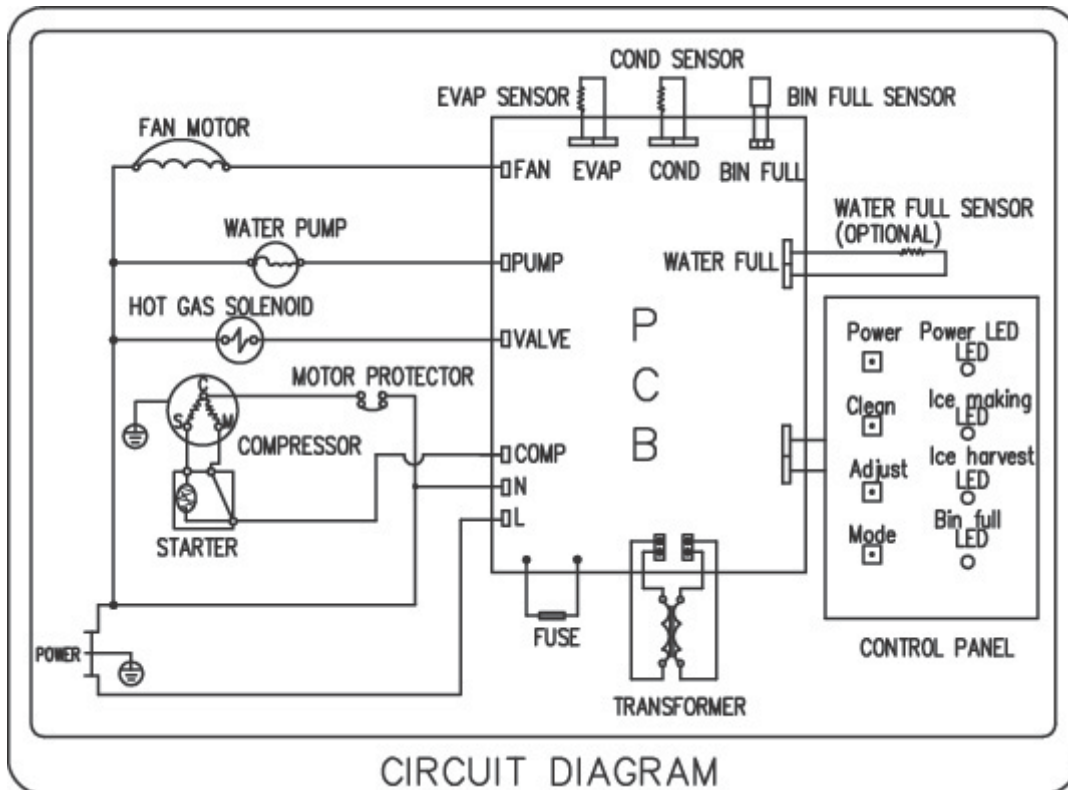 COND SENSOR
EVAP SENSOR
BIN FULL SENSOR
FAN MOTOR
FAN
EVAP
COND
BIN FULL
WATER PUMP
PUMP
WATER FULL SENSOR
(OPTIONAL)
WATER FULL
HOT GAS SOLENOID
VALVE
P
C
B
MOTOR PROTECTOR
C
S
M
COMPRESSOR
COMP
N
L
STARTER
POWER
FUSE
TRANSFORMER
Power
Power LED
LED
Clean
Ice making
LED
Adjust
Ice harvest
LED
Mode
Bin full
LED
CONTROL PANEL
CIRCUIT DIAGRAM